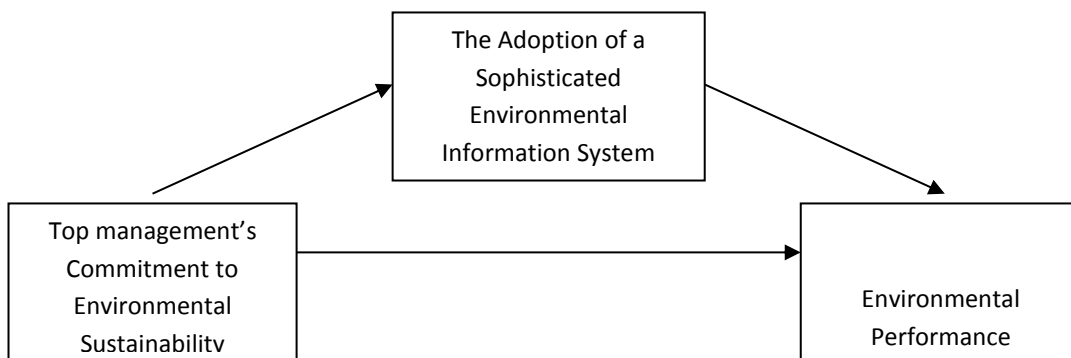 The Adoption of a
Sophisticated
Environmental
Information System
Top management’s
Commitment to
Environmental
Sustainability
Environmental
Performance